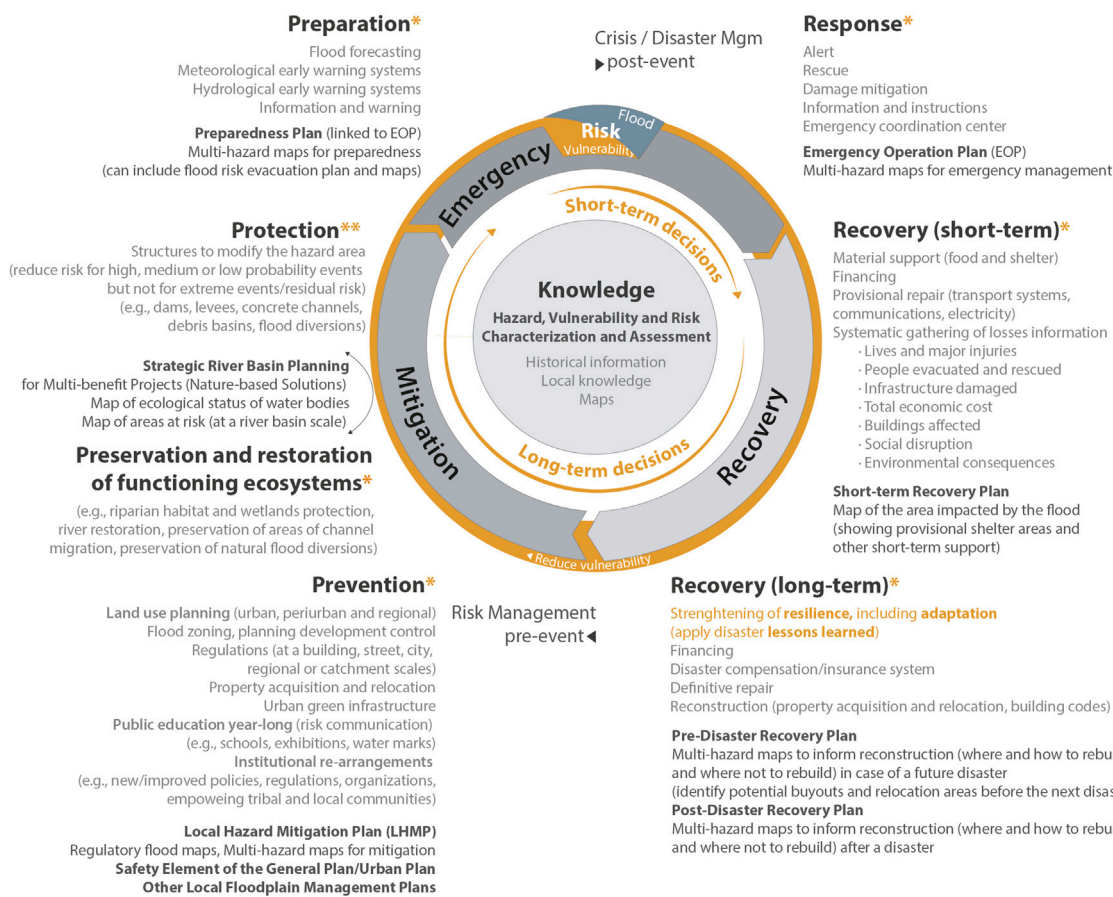 Preparation*
Flood forecasting
Meteorological early warning systems
Hydrological early warning systems
Information and warning
Preparedness Plan (linked to EOP)
Multi-hazard maps for preparedness
(can include flood risk evacuation plan and maps)
Crisis / Disaster Mgm
▶post-event
Response*
Alert
Rescue
Damage mitigation
Information and instructions
Emergency coordination center
Emergency Operation Plan (EOP)
Multi-hazard maps for emergency management
Flood
Risk
Vulnerability
Emergency
Short-term decisions
Knowledge
Hazard, Vulnerability and Risk
Characterization and Assessment
Historical information
Local knowledge
Maps
Mitigation
Recovery
Long-term decisions
◀ Reduce vulnerability
Protection**
Structures to modify the hazard area
(reduce risk for high, medium or low probability events
but not for extreme events/residual risk)
(e.g., dams, levees, concrete channels,
debris basins, flood diversions)
Strategic River Basin Planning
for Multi-benefit Projects (Nature-based Solutions)
Map of ecological status of water bodies
Map of areas at risk (at a river basin scale)
Preservation and restoration
of functioning ecosystems*
(e.g., riparian habitat and wetlands protection,
river restoration, preservation of areas of channel
migration, preservation of natural flood diversions)
Recovery (short-term)*
Material support (food and shelter)
Financing
Provisional repair (transport systems,
communications, electricity)
Systematic gathering of losses information
· Lives and major injuries
· People evacuated and rescued
· Infrastructure damaged
· Total economic cost
· Buildings affected
· Social disruption
· Environmental consequences
Short-term Recovery Plan
Map of the area impacted by the flood
(showing provisional shelter areas and
other short-term support)
Prevention*
Land use planning (urban, periurban and regional)
Flood zoning, planning development control
Regulations (at a building, street, city,
regional or catchment scales)
Property acquisition and relocation
Urban green infrastructure
Public education year-long (risk communication)
(e.g., schools, exhibitions, water marks)
Institutional re-arrangements
(e.g., new/improved policies, regulations, organizations,
empoweing tribal and local communities)
Local Hazard Mitigation Plan (LHMP)
Regulatory flood maps, Multi-hazard maps for mitigation
Safety Element of the General Plan/Urban Plan
Other Local Floodplain Management Plans
Risk Management
pre-event◀
Recovery (long-term)*
Strenghtening of resilience, including adaptation
(apply disaster lessons learned)
Financing
Disaster compensation/insurance system
Definitive repair
Reconstruction (property acquisition and relocation, building codes)
Pre-Disaster Recovery Plan
Multi-hazard maps to inform reconstruction (where and how to rebu
and where not to rebuild) in case of a future disaster
(identify potential buyouts and relocation areas before the next disas
Post-Disaster Recovery Plan
Multi-hazard maps to inform reconstruction (where and how to rebu
and where not to rebuild) after a disaster